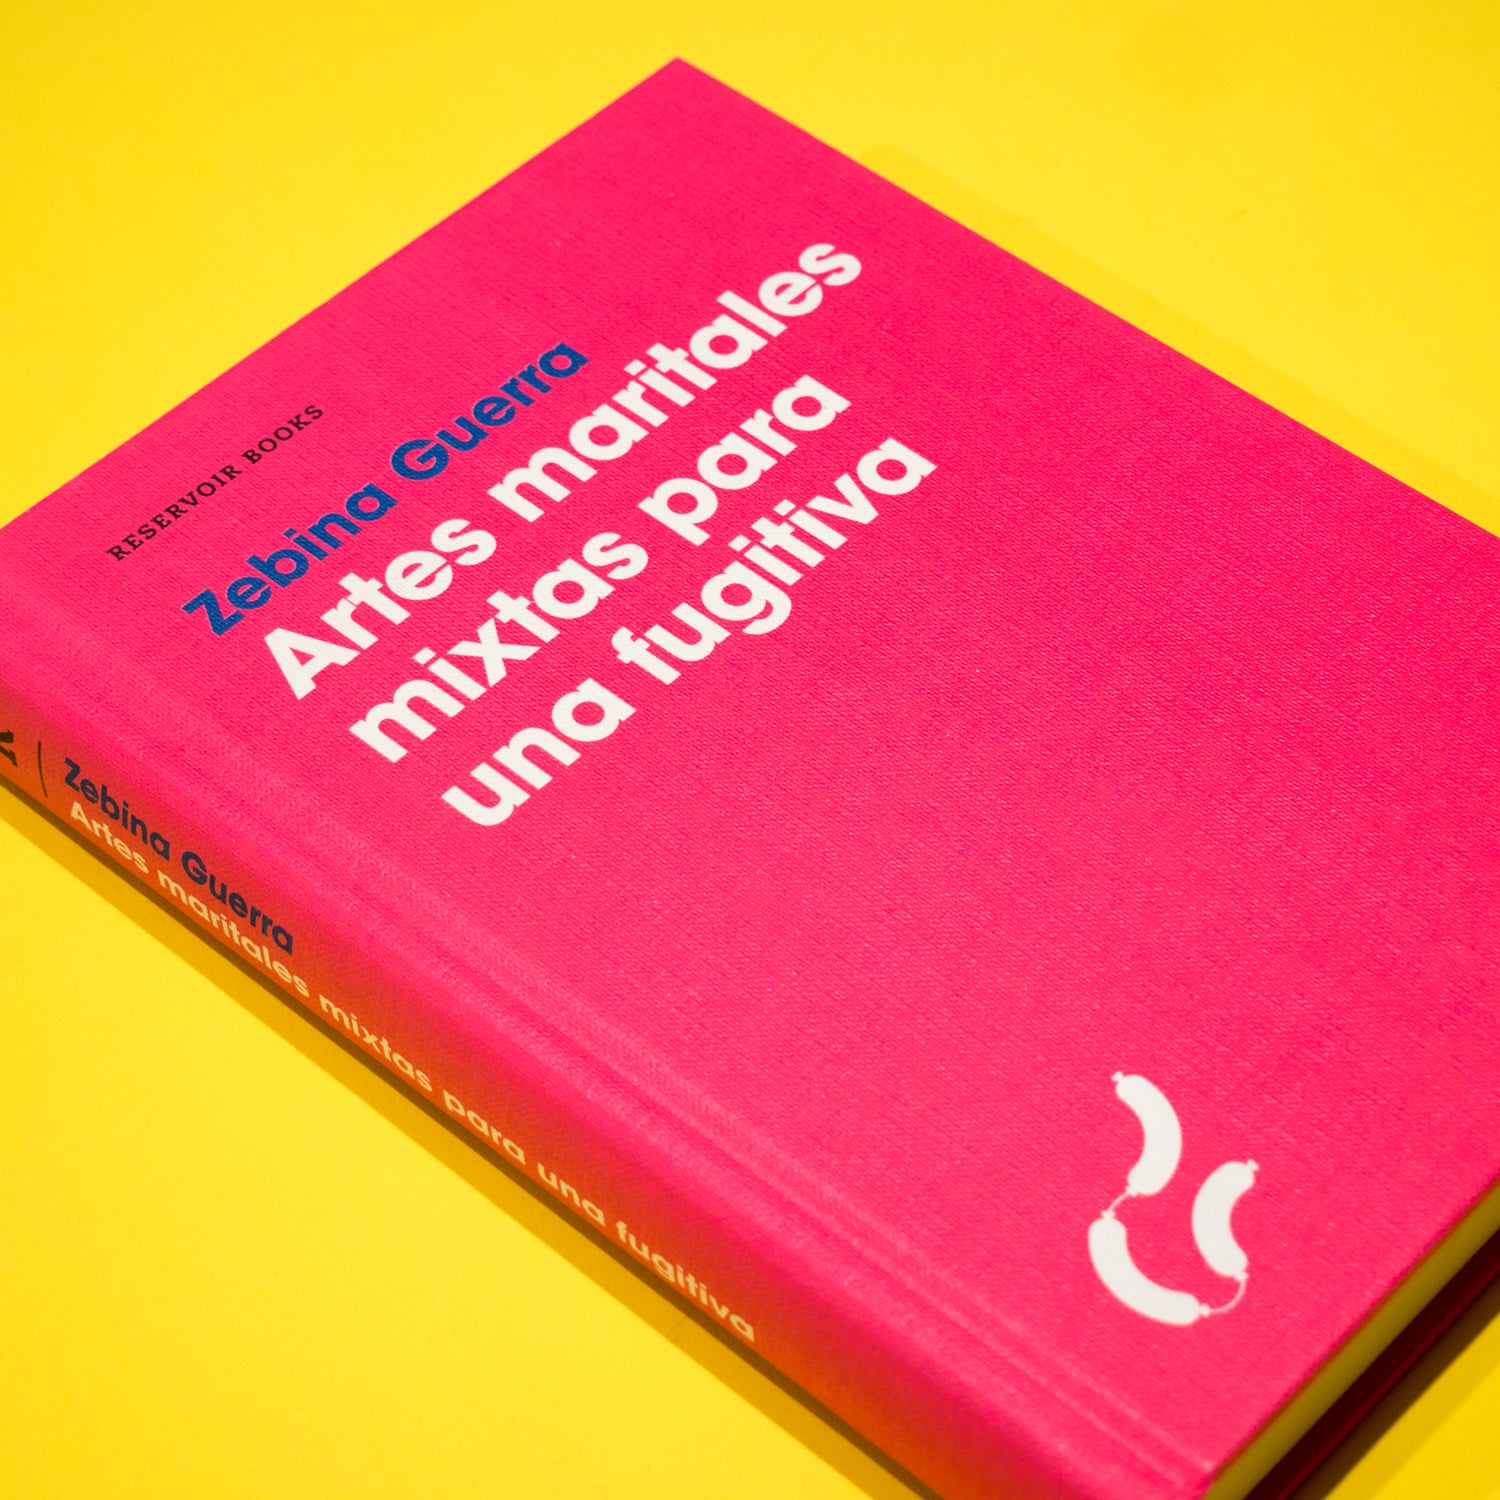 RESERVOIR BOOKS
Zebina Guerra
Artes maritales
mixtas para
una fugitiva
Zebina Guerra
Artes maritales mixtas para una fugitiva